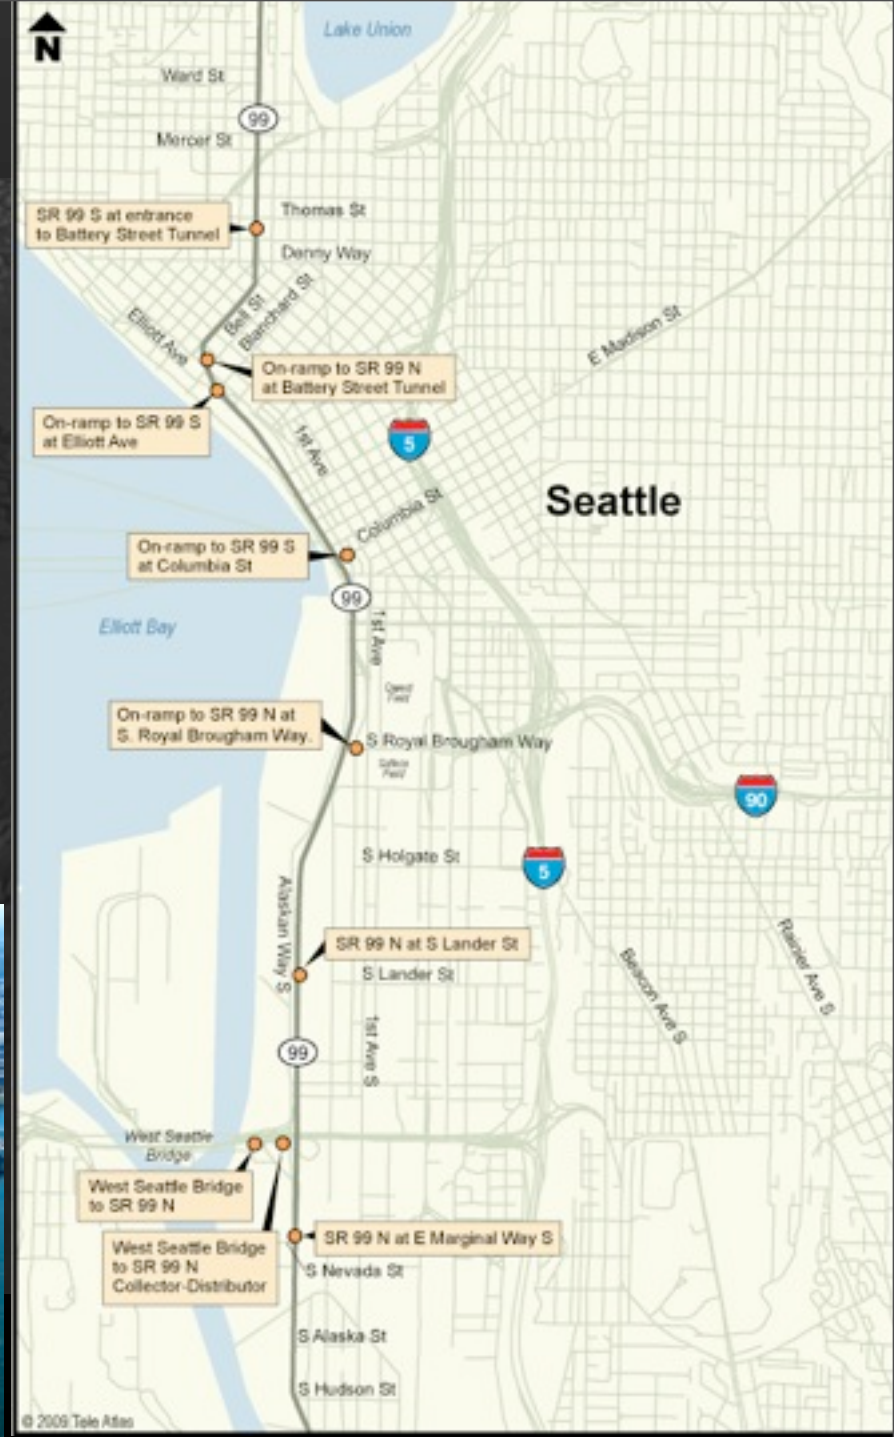 N
Lake Union
Ward St
99
Mercer St
SR 99 S at entrance
to Battery Street Tunnel
Thomas St
Denny Way
Bell St
Blanchard St
Elliott Ave
E Madison St
On-ramp to SR 99 N
at Battery Street Tunnel
On-ramp to SR 99 S
at Elliott Ave
1st Ave
5
Seattle
Columbia St
On-ramp to SR 99 S
at Columbia St
99
Elliott Bay
1st Ave
Field
On-ramp to SR 99 N at
S. Royal Brougham Way.
S Royal Brougham Way
Field
90
S Holgate St
5
Alaskan Way S
SR 99 N at S Lander St
S Lander St
Beacon Ave S
Rainier Ave S
99
1st Ave S
West Seattle
Bridge
West Seattle Bridge
to SR 99 N
West Seattle Bridge
to SR 99 N
Collector-Distributor
SR 99 N at E Marginal Way S
S Nevada St
S Alaska St
S Hudson St
© 2009 Tele Atlas